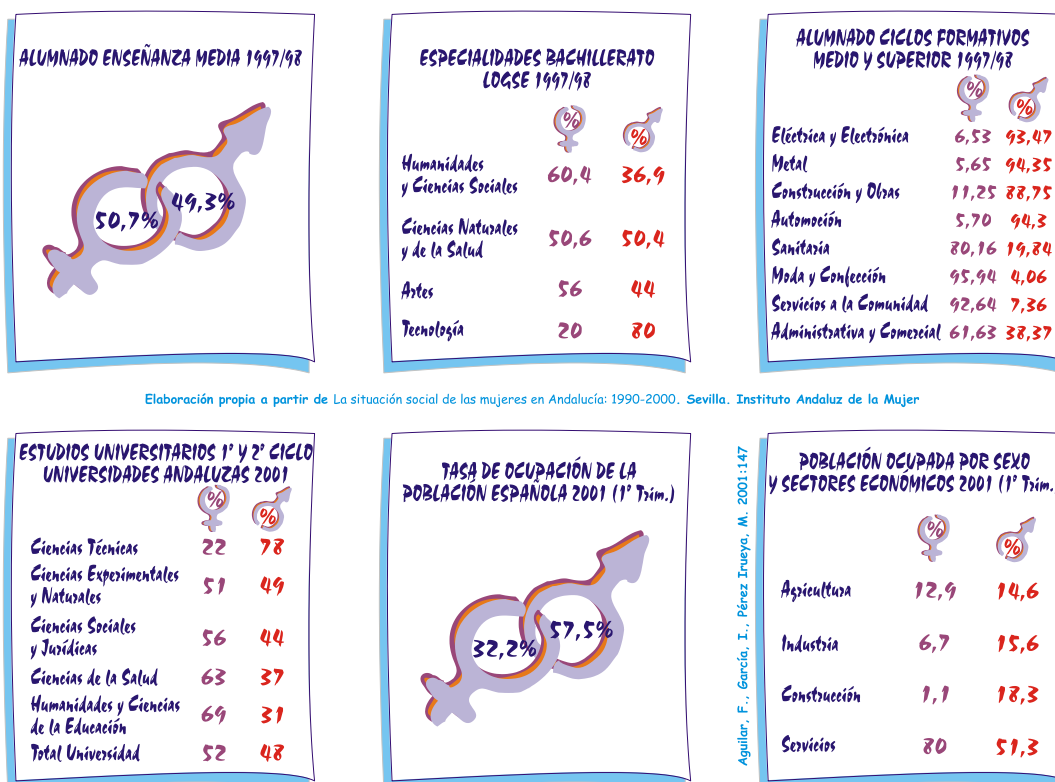 ALUMNADO ENSEÑANZA MEDIA 1997/98
50,7% 49,3%
ESPECIALIDADES BACHILLERATO
LOGSE 1997/98
% %
Humanidades
y Ciencias Sociales 60,4 36,9
Ciencias Naturales
y de la Salud 50,6 50,4
Artes 56 44
Tecnología 20 80
ALUMNADO CICLOS FORMATIVOS
MEDIO Y SUPERIOR 1997/98
% %
Eléctrica y Electrónica 6,53 93,47
Metal 5,65 94,35
Construcción y Obras 11,25 88,75
Automoción 5,70 94,3
Sanitaria 80,16 19,84
Moda y Confección 95,94 4,06
Servicios a la Comunidad 92,64 7,36
Administrativa y Comercial 61,63 38,37
Elaboración propia a partir de La situación social de las mujeres en Andalucía: 1990-2000. Sevilla. Instituto Andaluz de la Mujer
ESTUDIOS UNIVERSITARIOS 1° Y 2° CICLO
UNIVERSIDADES ANDALUZAS 2001
% %
Ciencias Técnicas 22 78
Ciencias Experimentales
y Naturales 51 49
Ciencias Sociales
y Jurídicas 56 44
Ciencias de la Salud 63 37
Humanidades y Ciencias
de la Educación 69 31
Total Universidad 52 48
TASA DE OCUPACIÓN DE LA
POBLACIÓN ESPAÑOLA 2001 (1° Trim.)
32,2% 57,5%
Aguilar, F., García, I., Pérez Irueya, M. 2001:147
POBLACIÓN OCUPADA POR SEXO
Y SECTORES ECONÓMICOS 2001 (1° Trim.
% %
Agricultura 12,9 14,6
Industria 6,7 15,6
Construcción 1,1 18,3
Servicios 80 51,3